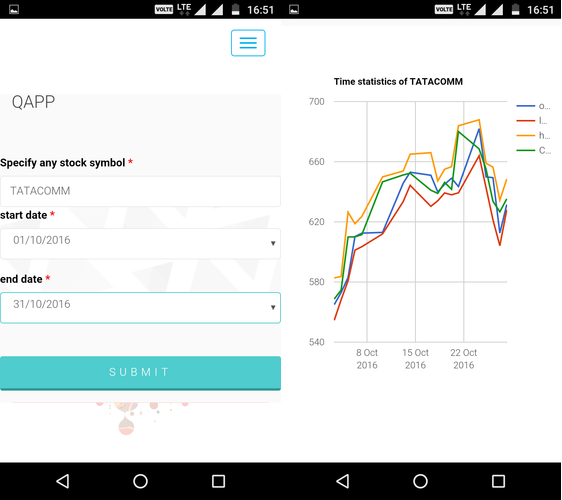 VOLTE LTE 16:51
QAPP
Specify any stock symbol *
TATACOMM
start date *
01/10/2016
end date *
31/10/2016
SUBMIT
VOLTE LTE 16:51
Time statistics of TATACOMM
700
660
620
580
540
8 Oct
2016
15 Oct
2016
22 Oct
2016
o...
l...
h...
C...